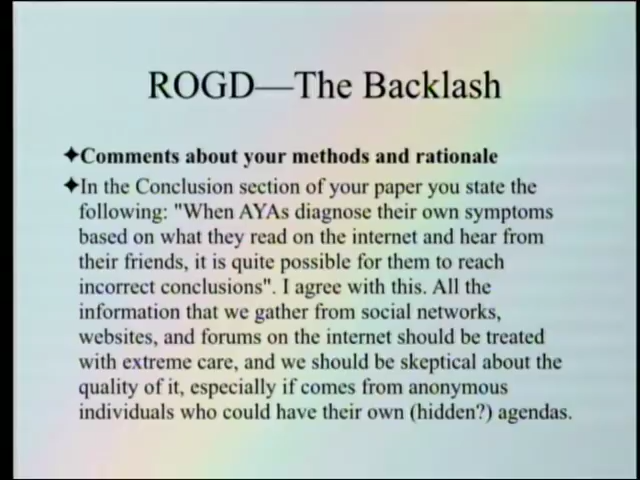 ROGD—The Backlash
✦Comments about your methods and rationale
✦In the Conclusion section of your paper you state the
following: "When AYAs diagnose their own symptoms
based on what they read on the internet and hear from
their friends, it is quite possible for them to reach
incorrect conclusions". I agree with this. All the
information that we gather from social networks,
websites, and forums on the internet should be treated
with extreme care, and we should be skeptical about the
quality of it, especially if comes from anonymous
individuals who could have their own (hidden?) agendas.